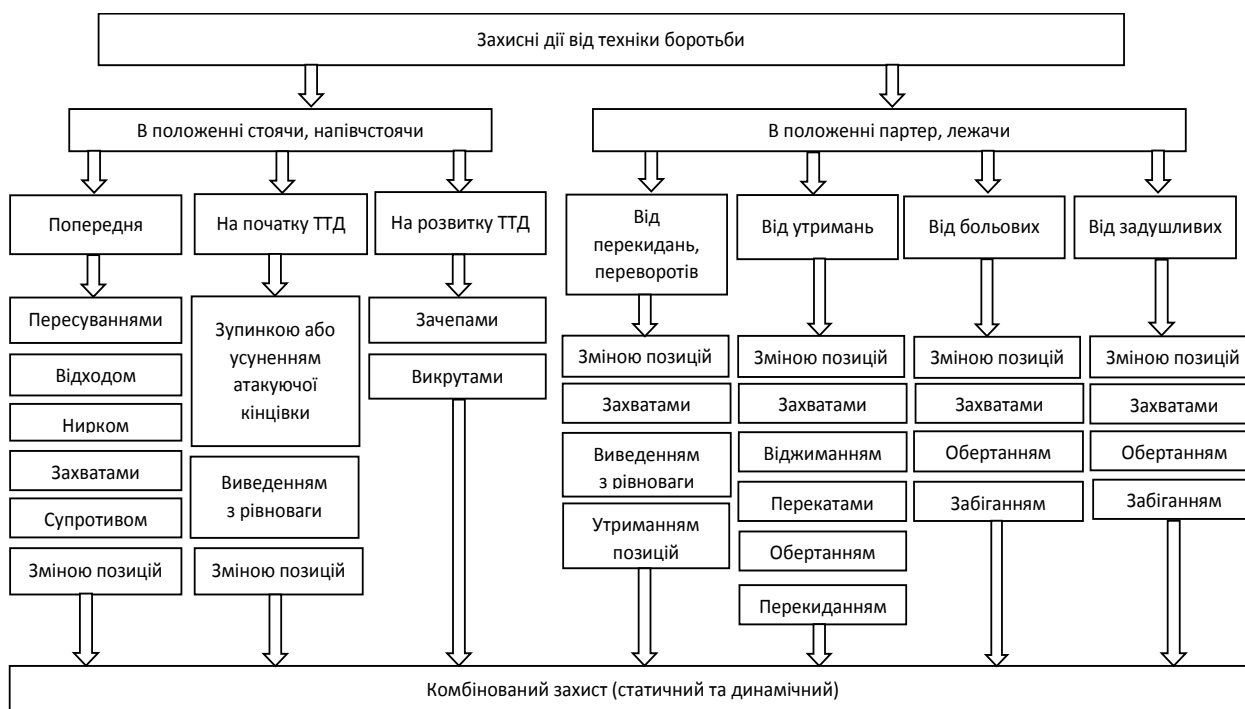 Захисні дії від техніки боротьби
В положенні стоячи, напівчстоячи
В положенні партер, лежачи
Попередня
На початку ТТД
На розвитку ТТД
Від
перекидань,
переворотів
Від утримань
Від больових
Від задушливих
Пересуваннями
Відходом
Нирком
Захватами
Супротивом
Зміною позицій
Зупинкою або
усуненням
атакуючої
кінцівки
Виведенням
з рівноваги
Зміною позицій
Зачепами
Викрутами
Зміною позицій
Захватами
Виведенням
з рівноваги
Утриманням
позицій
Зміною позицій
Захватами
Віджиманням
Перекатами
Обертанням
Перекиданням
Зміною позицій
Захватами
Обертанням
Забіганням
Зміною позицій
Захватами
Обертанням
Забіганням
Комбінований захист (статичний та динамічний)